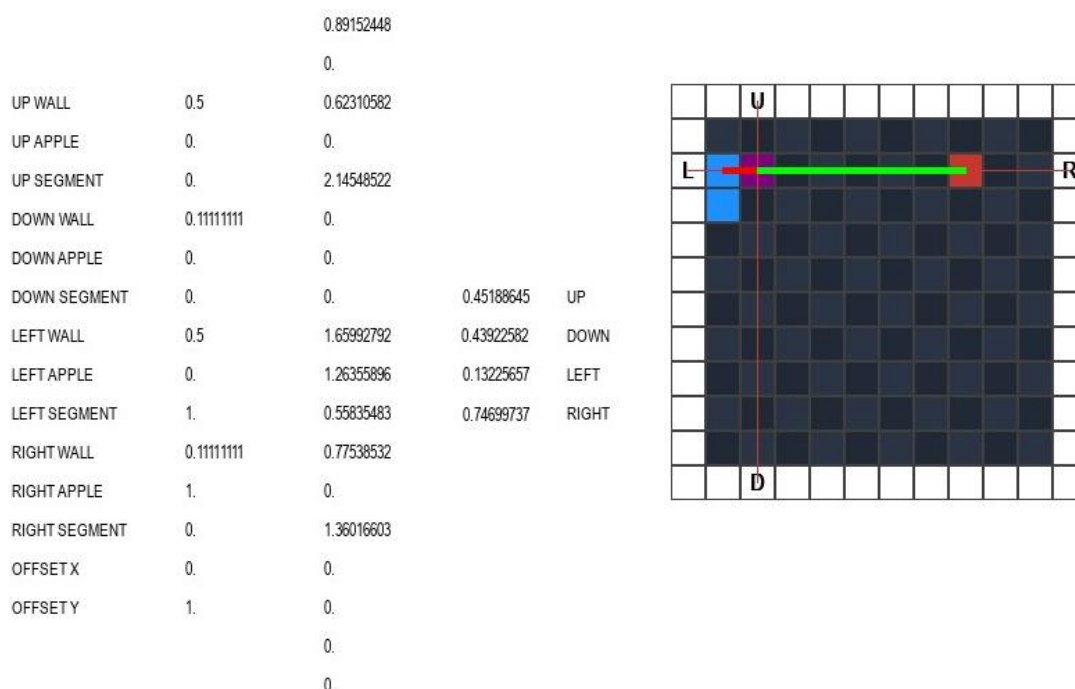 0.89152448
0.
UP WALL 0.5 0.62310582
U
UP APPLE 0. 0.
UP SEGMENT 0. 2.14548522
L R
DOWN WALL 0.11111111 0.
DOWN APPLE 0. 0.
DOWN SEGMENT 0. 0. 0.45188645 UP
LEFT WALL 0.5 1.65992792 0.43922582 DOWN
LEFT APPLE 0. 1.26355896 0.13225657 LEFT
LEFT SEGMENT 1. 0.55835483 0.74699737 RIGHT
RIGHT WALL 0.11111111 0.77538532
RIGHT APPLE 1. 0.
D
RIGHT SEGMENT 0. 1.36016603
OFFSET X 0. 0.
OFFSET Y 1. 0.
0.
0.